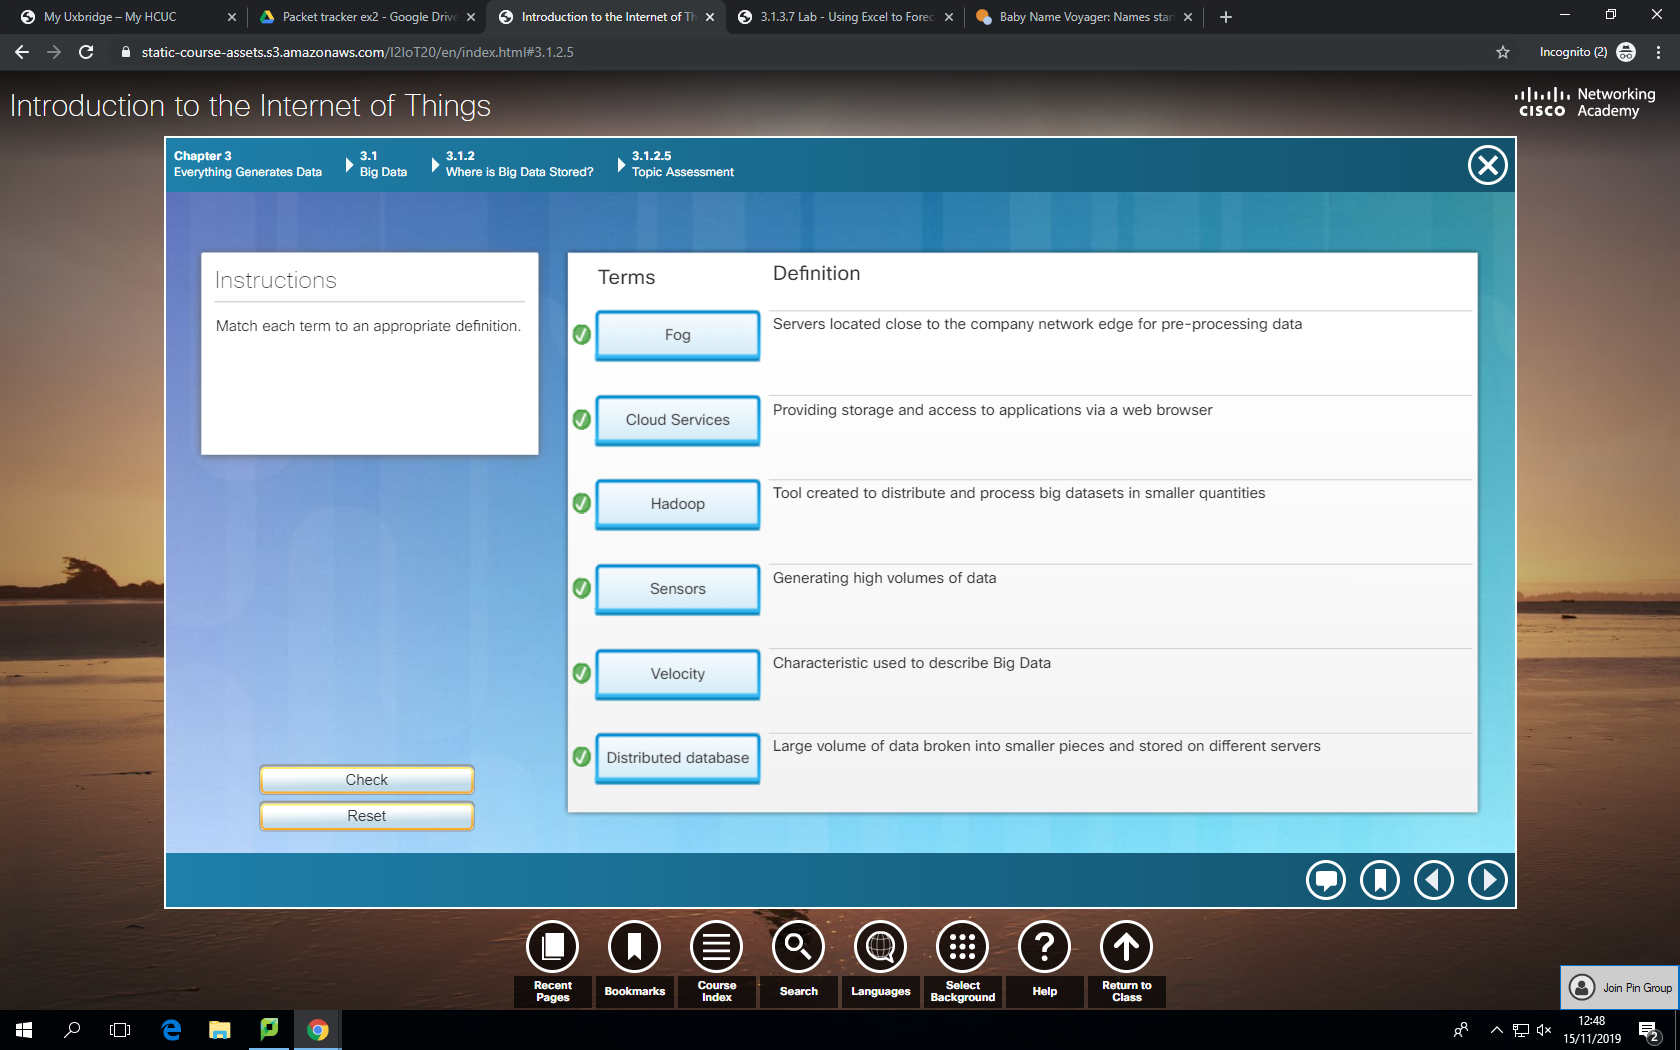 My Uxbridge – My HCUC
Packet tracker ex2 - Google Drive
Introduction to the Internet of Th
3.1.3.7 Lab - Using Excel to Forec
Baby Name Voyager: Names star
static-course-assets.s3.amazonaws.com/I2IoT20/en/index.html#3.1.2.5
Incognito (2)
Introduction to the Internet of Things
CISCO
Networking
Academy
Chapter 3
Everything Generates Data
3.1
Big Data
3.1.2
Where is Big Data Stored?
3.1.2.5
Topic Assessment
Instructions
Match each term to an appropriate definition.
Terms
Definition
Fog
Servers located close to the company network edge for pre-processing data
Cloud Services
Providing storage and access to applications via a web browser
Hadoop
Tool created to distribute and process big datasets in smaller quantities
Sensors
Generating high volumes of data
Velocity
Characteristic used to describe Big Data
Distributed database
Large volume of data broken into smaller pieces and stored on different servers
Check
Reset
Recent
Pages
Bookmarks
Course
Index
Search
Languages
Select
Background
Help
Return to
Class
Join Pin Group
12:48
15/11/2019
2